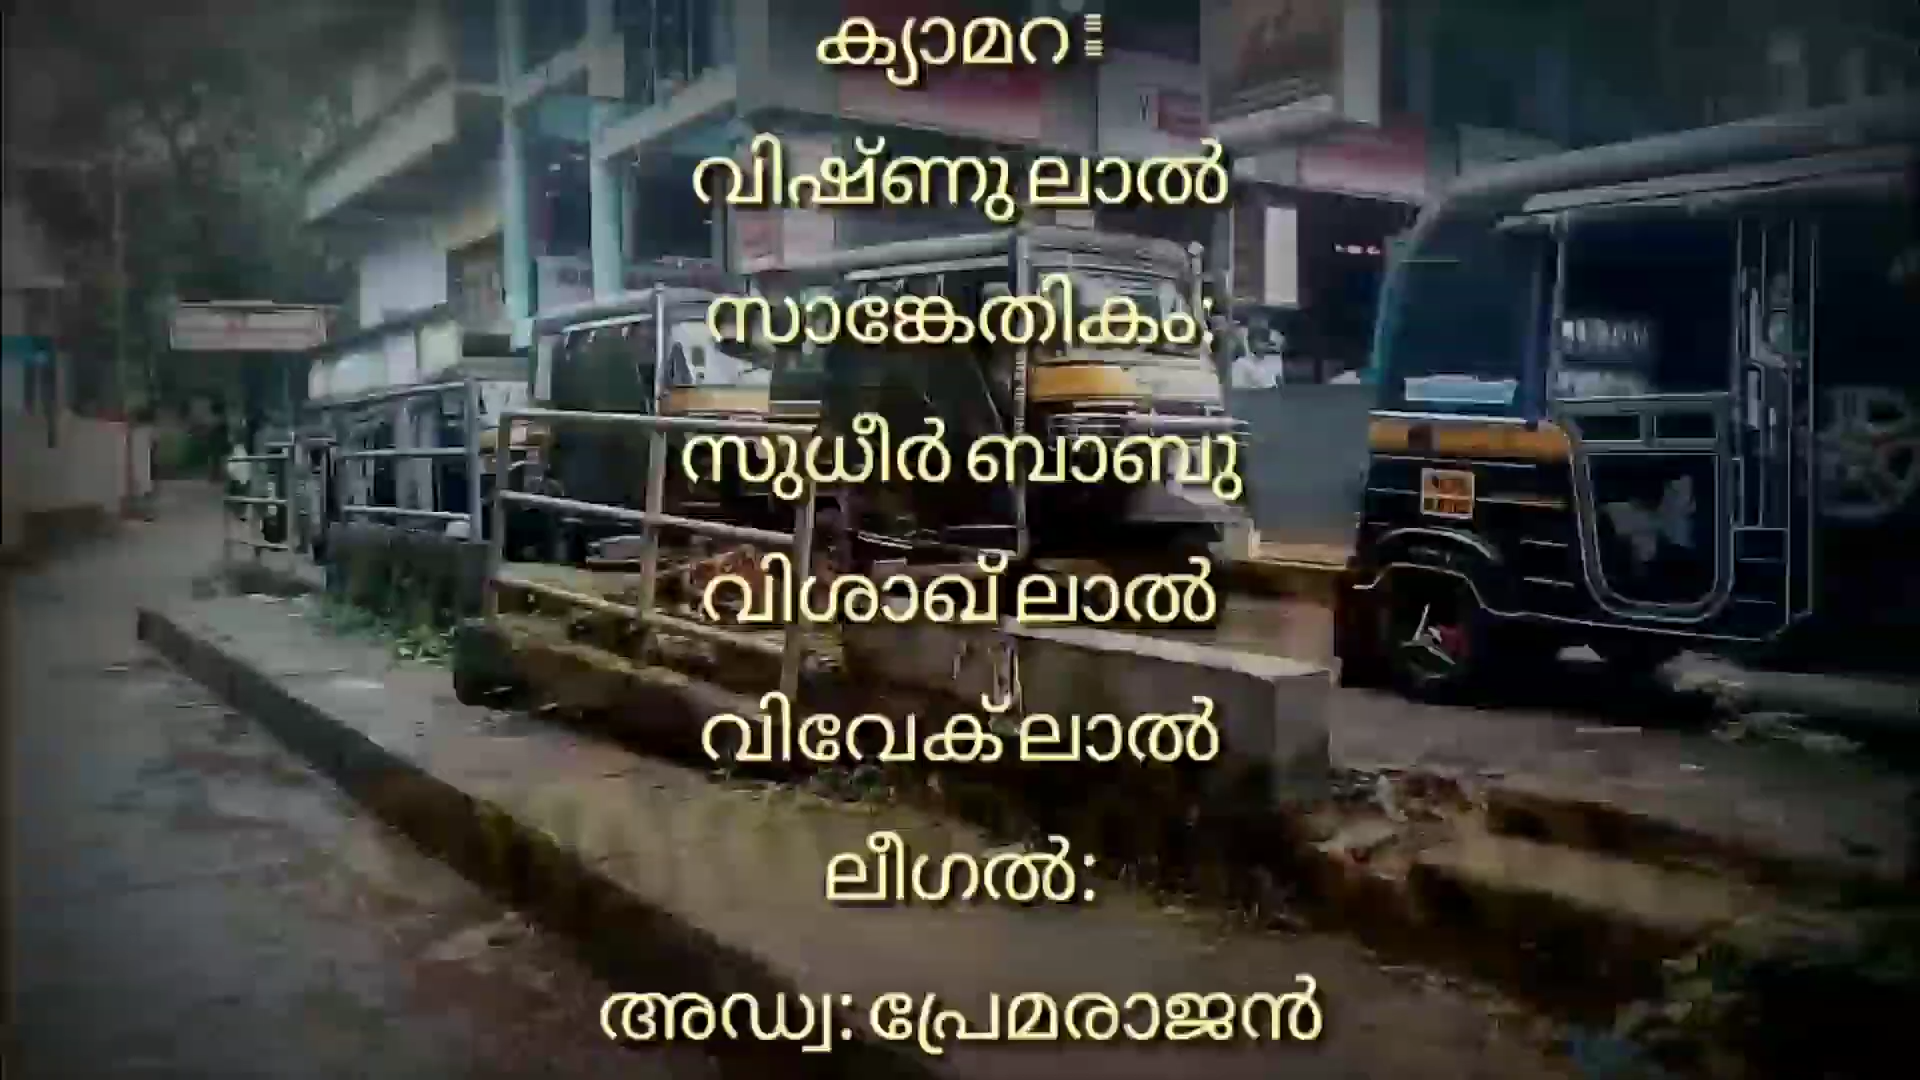 ക്യാമറ
വിഷ്ണു ലാൽ
സാങ്കേതികം:
സുധീർ ബാബു
വിശാഖ് ലാൽ
വിവേക് ലാൽ
ലീഗൽ:
അഡ്വ: പ്രേമരാജൻ